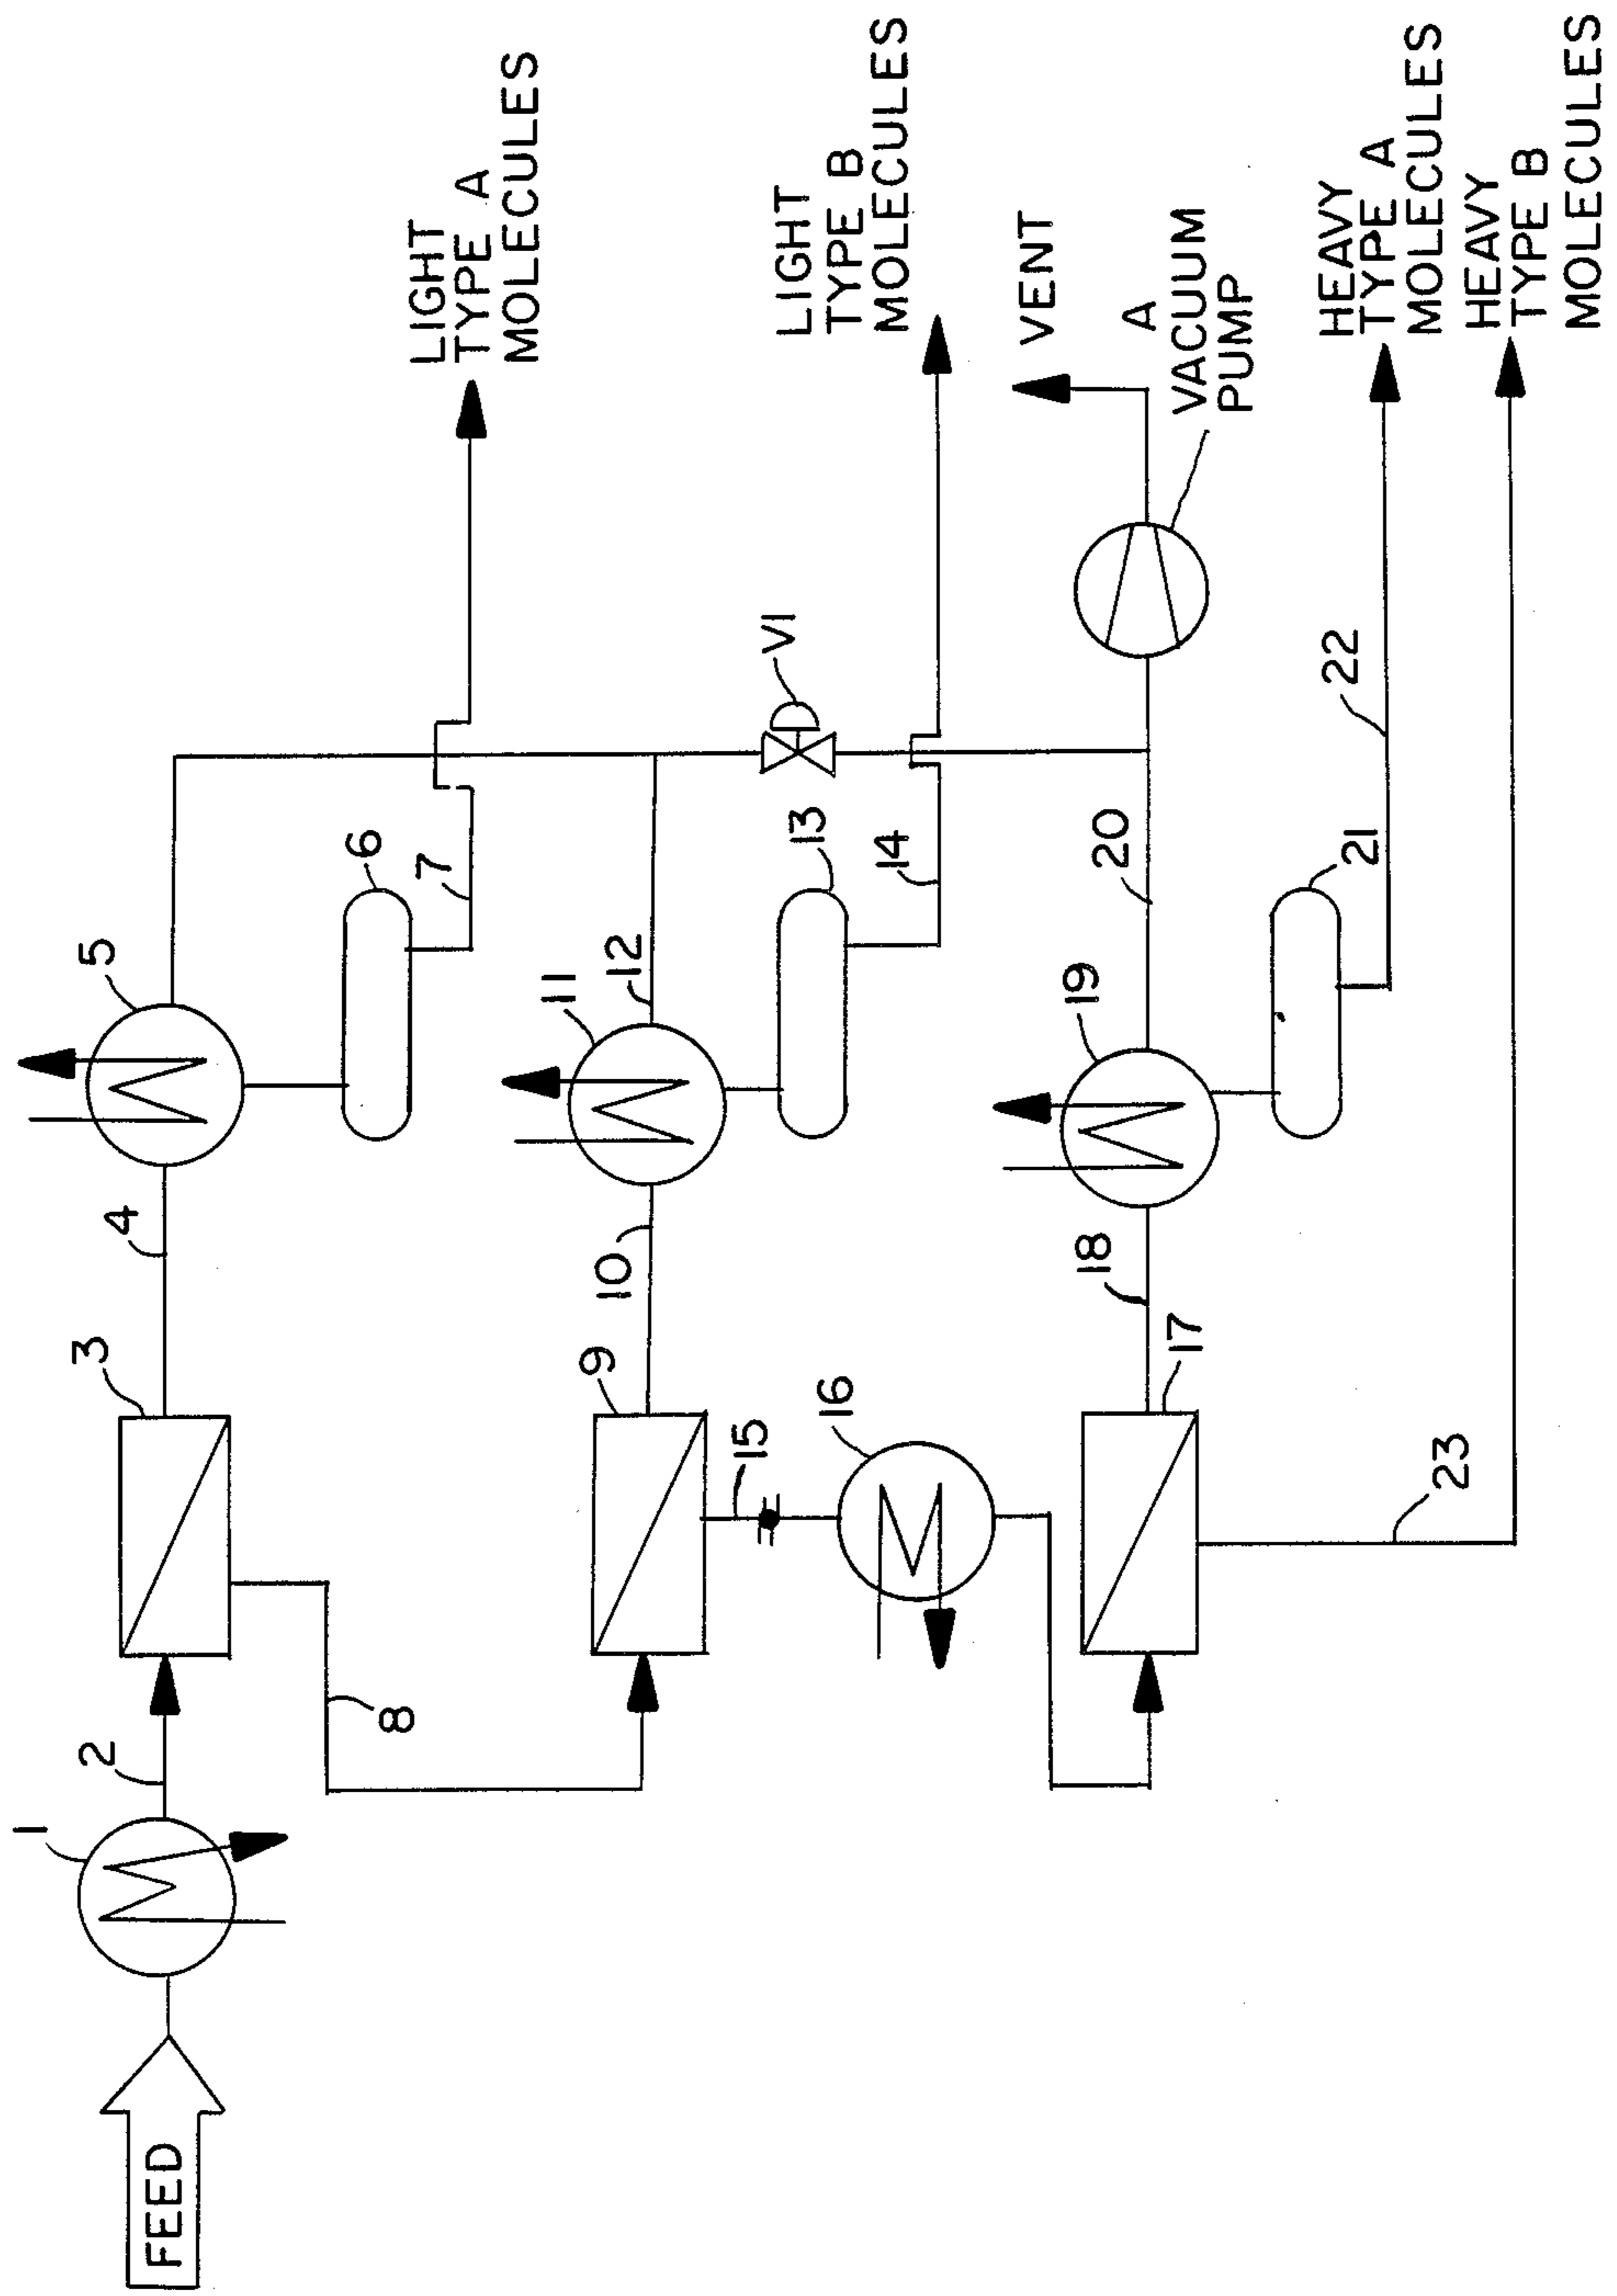 FEED
1
2
3
4
5
6
7
LIGHT
TYPE A
MOLECULES
8
9
10
11
12
13
14
LIGHT
TYPE B
MOLECULES
V1
15
16
17
18
19
20
VENT
A
VACUUM
PUMP
21
22
HEAVY
TYPE A
MOLECULES
23
HEAVY
TYPE B
MOLECULES